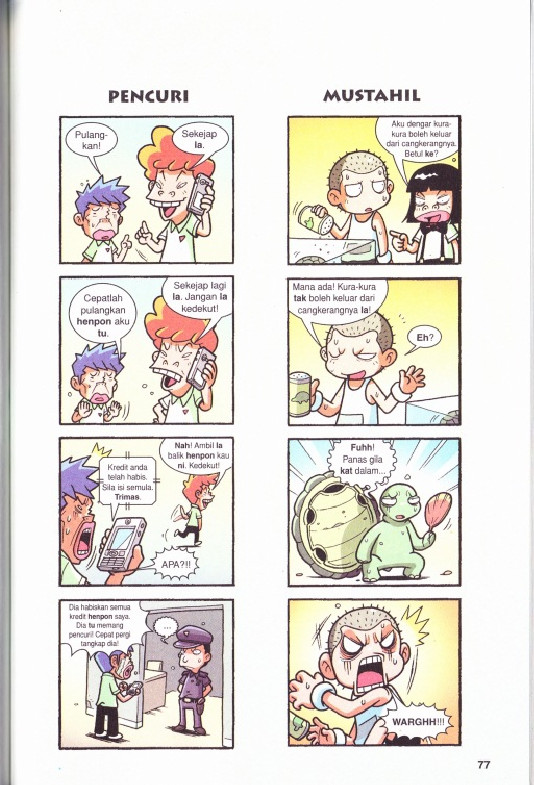 PENCURI
Pulang-
kan!
Sekejap
la.
Cepatlah
pulangkan
henpon aku
tu.
Sekejap lagi
la. Jangan la
kedekut!
Kredit anda
telah habis.
Sila isi semula.
Trimas.
Nah! Ambil la
balik henpon kau
ni. Kedekut!
APA?!!!
Dia habiskan semua
kredit henpon saya.
Dia tu memang
pencuri! Cepat pergi
tangkap dia!
...
MUSTAHIL
Aku dengar kura-
kura boleh keluar
dari cangkerangnya.
Betul ke?
Mana ada! Kura-kura
tak boleh keluar dari
cangkerangnya la!
Eh?
Fuhh!
Panas gila
kat dalam...
WARGHH!!!
77